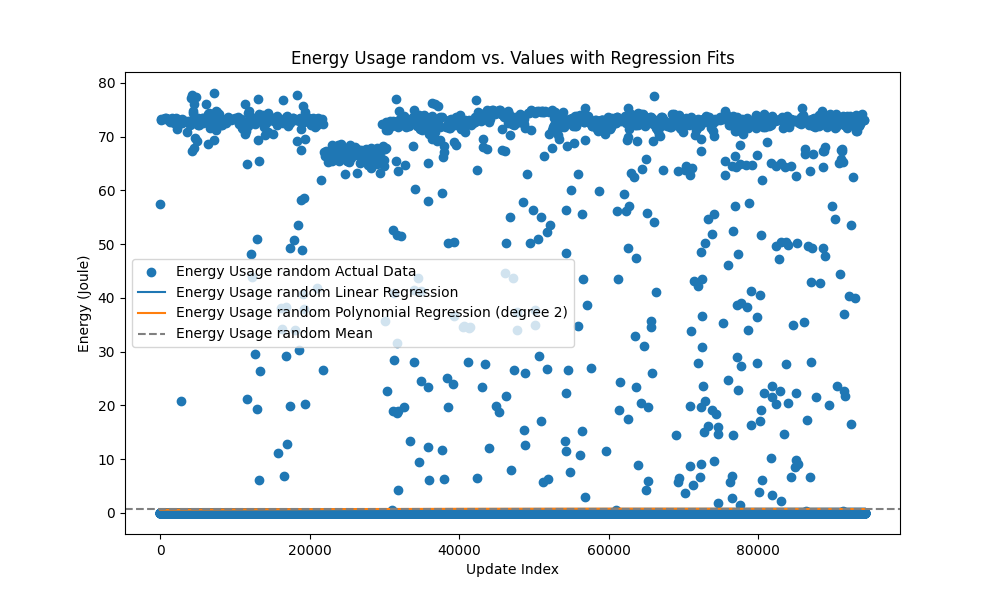 Energy Usage random vs. Values with Regression Fits
Energy (Joule)
80
70
60
50
40
30
20
10
0
Energy Usage random Actual Data
Energy Usage random Linear Regression
Energy Usage random Polynomial Regression (degree 2)
Energy Usage random Mean
0 20000 40000 60000 80000
Update Index